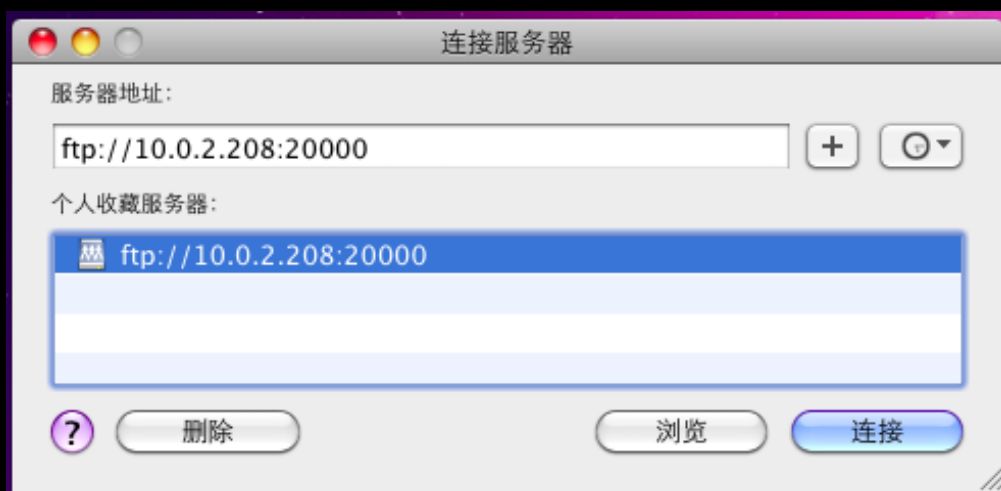 连接服务器
服务器地址:
ftp://10.0.2.208:20000
个人收藏服务器:
ftp://10.0.2.208:20000
? 删除 浏览 连接